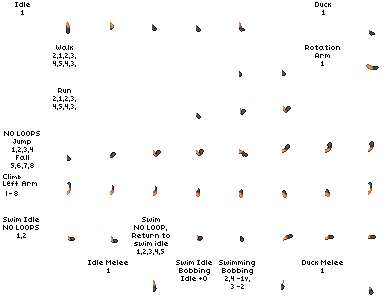 Idle
1
Duck
1
Walk
2,1,2,3,
4,5,4,3,
Rotation
Arm
1
Run
2,1,2,3,
4,5,4,3,
NO LOOPS
Jump
1,2,3,4
Fall
5,6,7,8
Climb
Left Arm
1-8
Swim Idle
NO LOOPS
1,2
Swim
NO LOOP,
Return to
swim idle
1,2,3,4,5
Swim Idle
Bobbing
Idle +0
Swimming
Bobbing
2,4 -1v,
3 -2
Idle Melee
1
Duck Melee
1